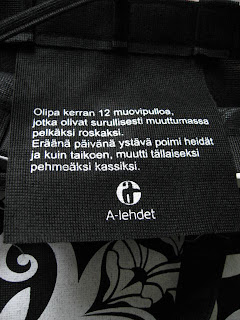 Olipa kerran 12 muovipulloa,
jotka olivat surullisesti muuttumassa
pelkäksi roskaksi.
Eräänä päivänä ystävä poimi heidät
ja kuin taikoen, muutti tällaiseksi
pehmeäksi kassiksi.
A-lehdet